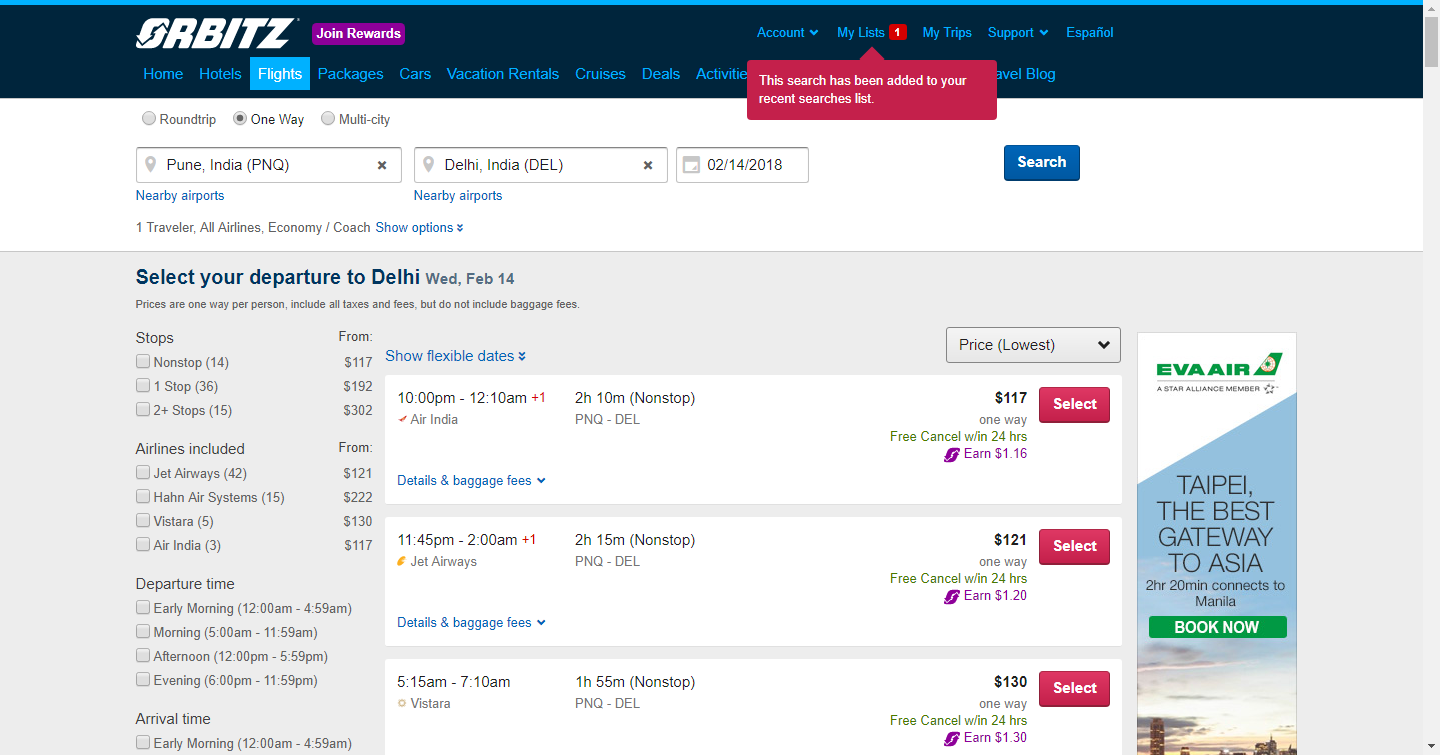 ORBITZ
Join Rewards
Account
My Lists 1
My Trips
Support
Español
Home
Hotels
Flights
Packages
Cars
Vacation Rentals
Cruises
Deals
This search has been added to your
recent searches list.
Blog
Roundtrip
One Way
Multi-city
Pune, India (PNQ)
Delhi, India (DEL)
02/14/2018
Search
Nearby airports
Nearby airports
1 Traveler, All Airlines, Economy / Coach Show options
Select your departure to Delhi Wed, Feb 14
Prices are one way per person, include all taxes and fees, but do not include baggage fees.
Stops From:
Nonstop (14) $117
1 Stop (36) $192
2+ Stops (15) $302
Airlines included From:
Jet Airways (42) $121
Hahn Air Systems (15) $222
Vistara (5) $130
Air India (3) $117
Departure time
Early Morning (12:00am - 4:59am)
Morning (5:00am - 11:59am)
Afternoon (12:00pm - 5:59pm)
Evening (6:00pm - 11:59pm)
Arrival time
Early Morning (12:00am - 4:59am)
Show flexible dates
Price (Lowest)
10:00pm - 12:10am +1 2h 10m (Nonstop) $117 Select
Air India PNQ - DEL one way
Free Cancel w/in 24 hrs
Earn $1.16
Details & baggage fees
11:45pm - 2:00am +1 2h 15m (Nonstop) $121 Select
Jet Airways PNQ - DEL one way
Free Cancel w/in 24 hrs
Earn $1.20
Details & baggage fees
5:15am - 7:10am 1h 55m (Nonstop) $130 Select
Vistara PNQ - DEL one way
Free Cancel w/in 24 hrs
Earn $1.30
EVA AIR
A STAR ALLIANCE MEMBER
TAIPEI,
THE BEST
GATEWAY
TO ASIA
2hr 20min connects to
Manila
BOOK NOW